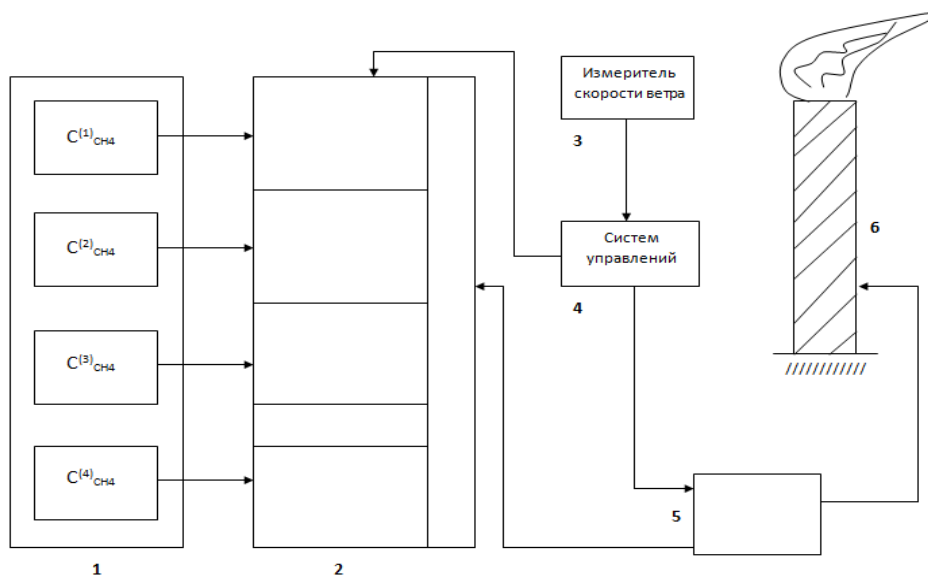 C⁽¹⁾CH4
C⁽²⁾CH4
C⁽³⁾CH4
C⁽⁴⁾CH4
1
2
Измеритель
скорости ветра
3
Систем
управлений
4
5
6